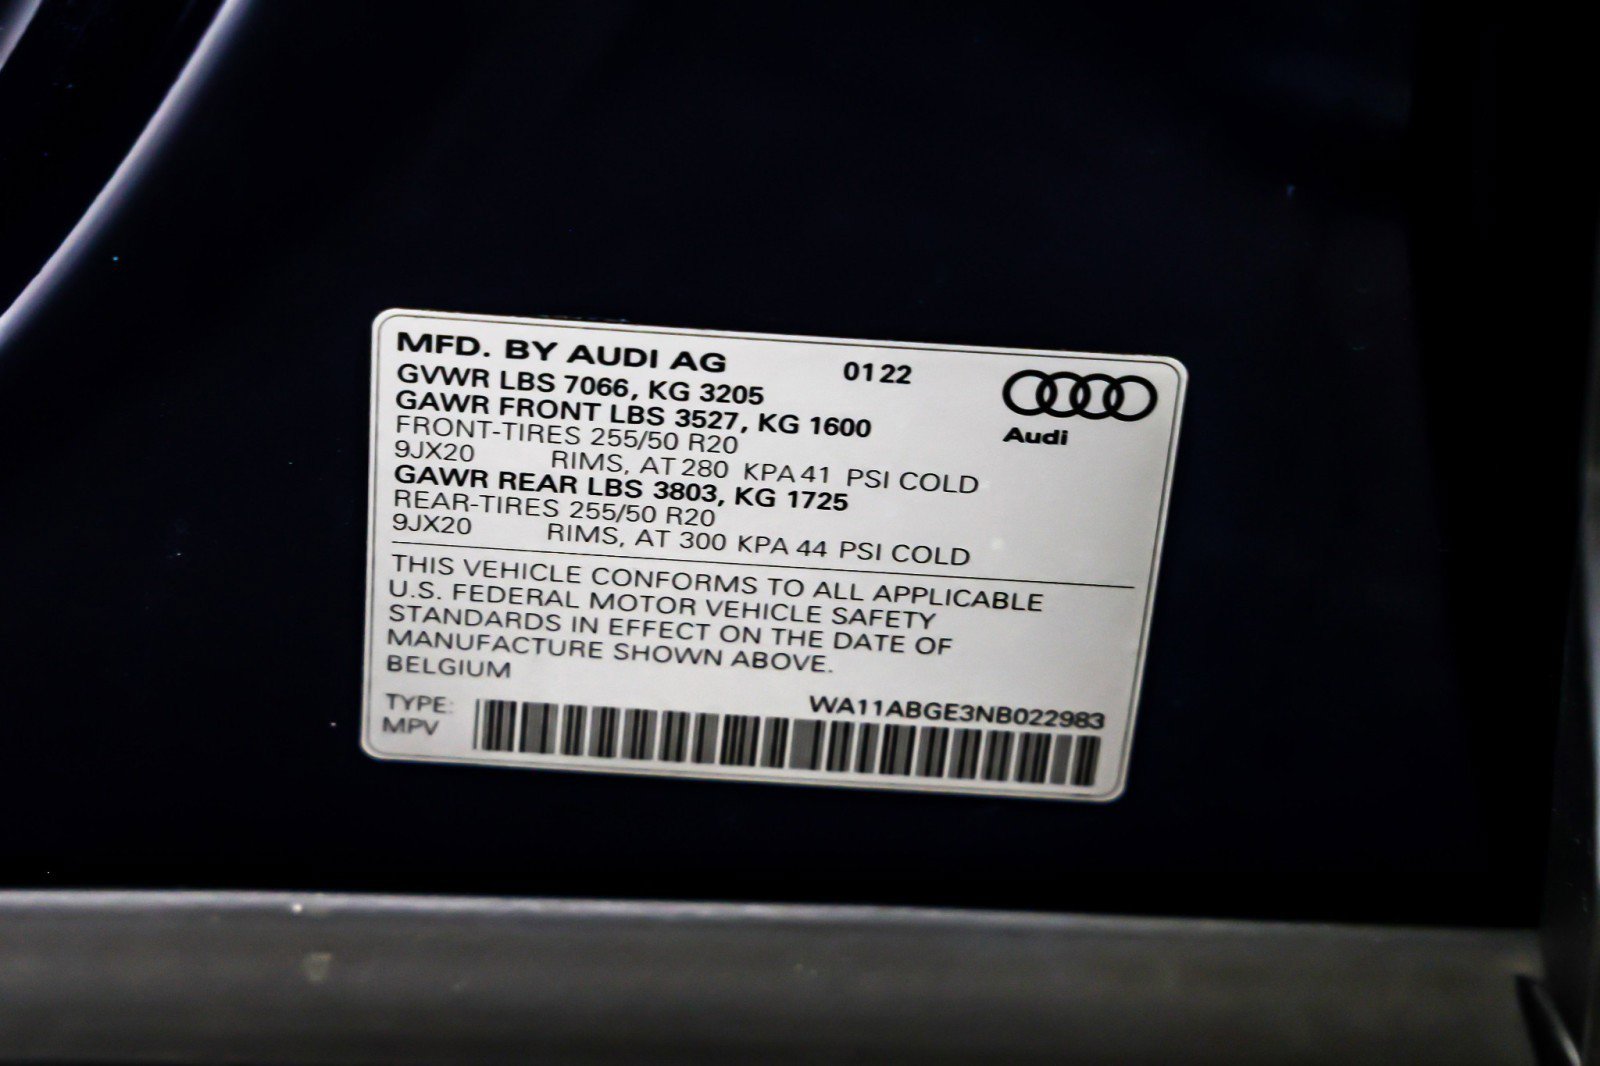 MFD. BY AUDI AG 0122
GVWR LBS 7066, KG 3205
GAWR FRONT LBS 3527, KG 1600
FRONT-TIRES 255/50 R20
9JX20 RIMS, AT 280 KPA 41 PSI COLD
GAWR REAR LBS 3803, KG 1725
REAR-TIRES 255/50 R20
9JX20 RIMS, AT 300 KPA 44 PSI COLD
Audi
THIS VEHICLE CONFORMS TO ALL APPLICABLE
U.S. FEDERAL MOTOR VEHICLE SAFETY
STANDARDS IN EFFECT ON THE DATE OF
MANUFACTURE SHOWN ABOVE.
BELGIUM
TYPE:
MPV
WA11ABGE3NB022983